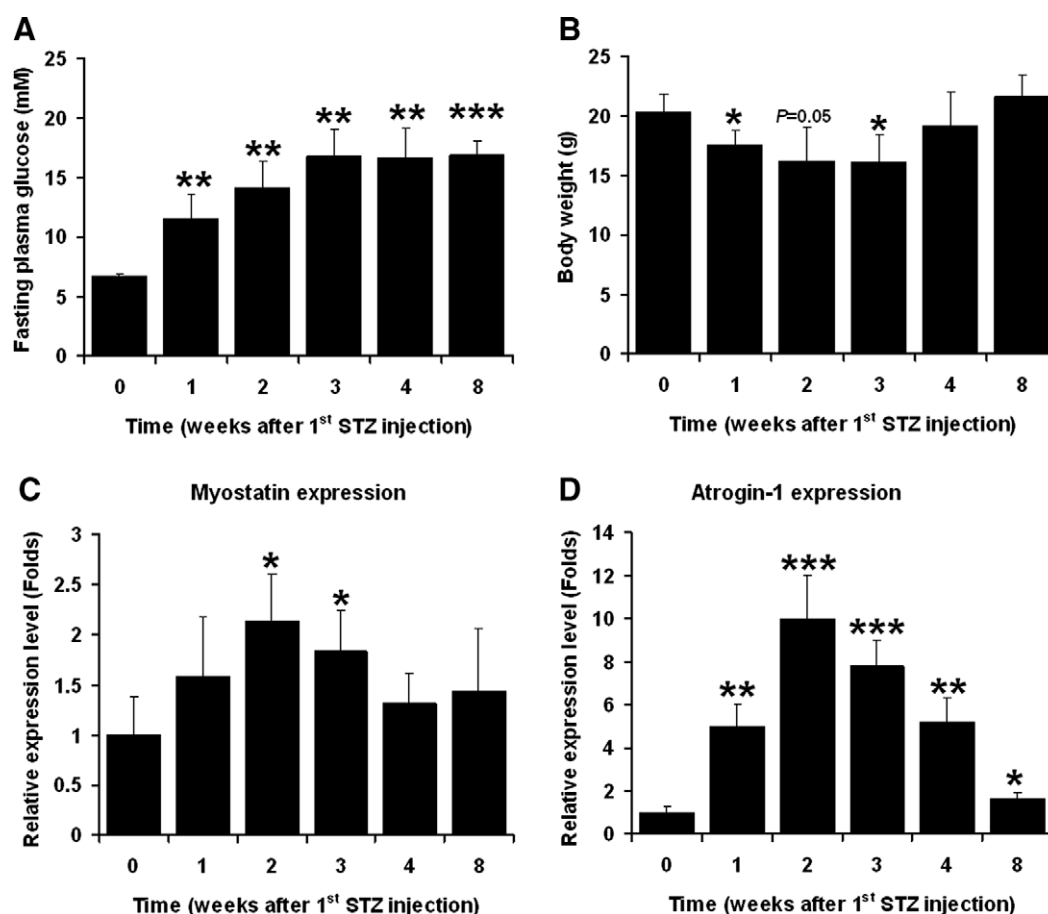 A
Fasting plasma glucose (mM)
25
20
15
10
5
0
**
**
**
**
***
0 1 2 3 4 8
Time (weeks after 1st STZ injection)
B
Body weight (g)
25
20
15
10
5
0
*
P=0.05
*
0 1 2 3 4 8
Time (weeks after 1st STZ injection)
C
Myostatin expression
Relative expression level (Folds)
3
2.5
2
1.5
1
0.5
0
*
*
0 1 2 3 4 8
Time (weeks after 1st STZ injection)
D
Atrogin-1 expression
Relative expression level (Folds)
14
12
10
8
6
4
2
0
**
***
***
**
*
0 1 2 3 4 8
Time (weeks after 1st STZ injection)